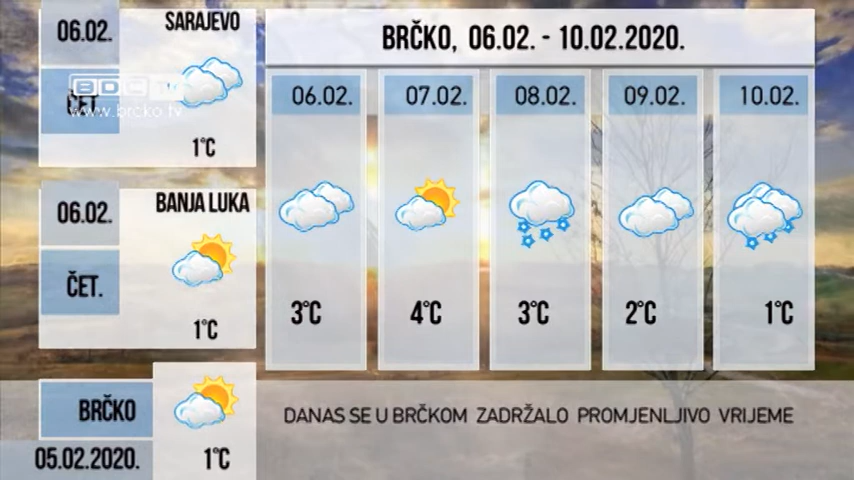 06.02.
SARAJEVO
ČET.
www.brcko.tv
1°C
06.02.
BANJA LUKA
ČET.
1°C
BRČKO
05.02.2020.
1°C
BRČKO, 06.02. - 10.02.2020.
06.02. 07.02. 08.02. 09.02. 10.02.
3°C 4°C 3°C 2°C 1°C
DANAS SE U BRČKOM ZADRŽALO PROMJENLJIVO VRIJEME